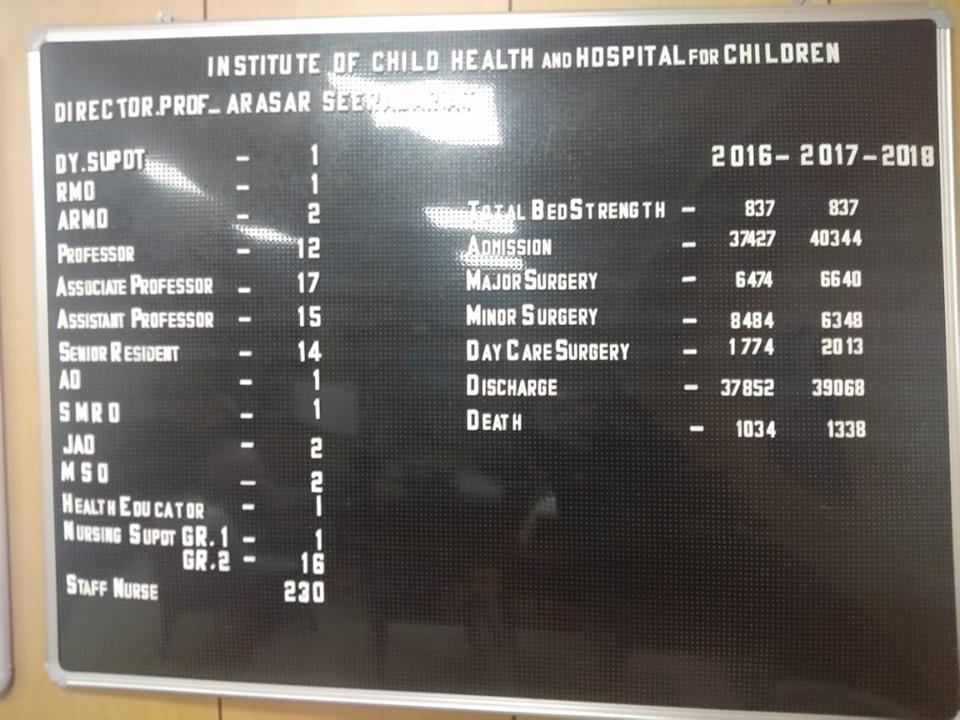 INSTITUTE OF CHILD HEALTH AND HOSPITAL FOR CHILDREN
DIRECTOR.PROF_ ARASAR
DY.SUPDT - 1
RMO - 1
ARMO - 2
PROFESSOR - 12
ASSOCIATE PROFESSOR - 17
ASSISTANT PROFESSOR - 15
SENIOR RESIDENT - 14
AO - 1
SMRO - 1
JAO - 2
MSO - 2
HEALTH EDUCATOR - 1
NURSING SUPDT GR.1 - 1
GR.2 - 16
STAFF NURSE 230
2016- 2017-2018
TOTAL BED STRENGTH - 837 837
ADMISSION - 37427 40344
MAJOR SURGERY - 6474 6640
MINOR SURGERY - 8484 6348
DAY CARE SURGERY - 1774 2013
DISCHARGE - 37852 39068
DEATH - 1034 1338